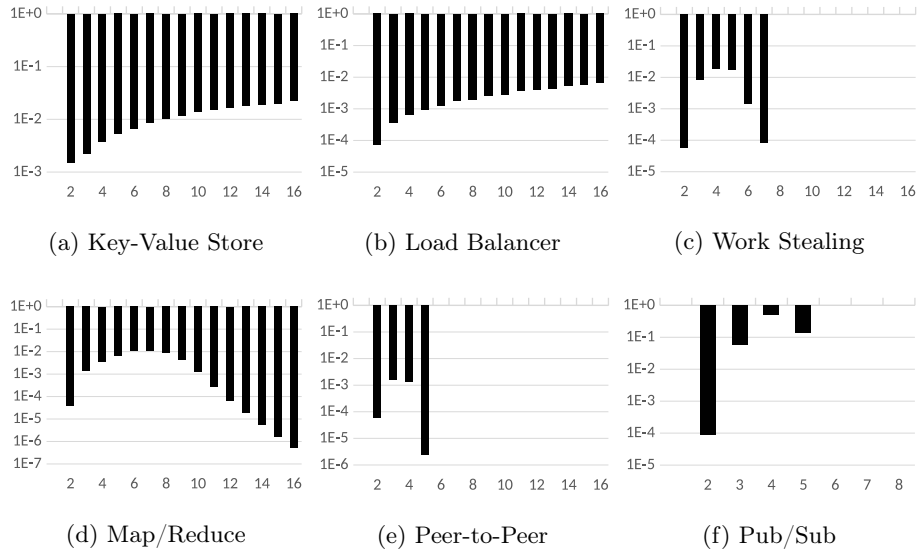 1E+0
1E-1
1E-2
1E-3
2 4 6 8 10 12 14 16
(a) Key-Value Store
1E+0
1E-1
1E-2
1E-3
1E-4
1E-5
2 4 6 8 10 12 14 16
(b) Load Balancer
1E+0
1E-1
1E-2
1E-3
1E-4
1E-5
2 4 6 8 10 12 14 16
(c) Work Stealing
1E+0
1E-1
1E-2
1E-3
1E-4
1E-5
1E-6
1E-7
2 4 6 8 10 12 14 16
(d) Map/Reduce
1E+0
1E-1
1E-2
1E-3
1E-4
1E-5
1E-6
2 4 6 8 10 12 14 16
(e) Peer-to-Peer
1E+0
1E-1
1E-2
1E-3
1E-4
1E-5
2 3 4 5 6 7 8
(f) Pub/Sub